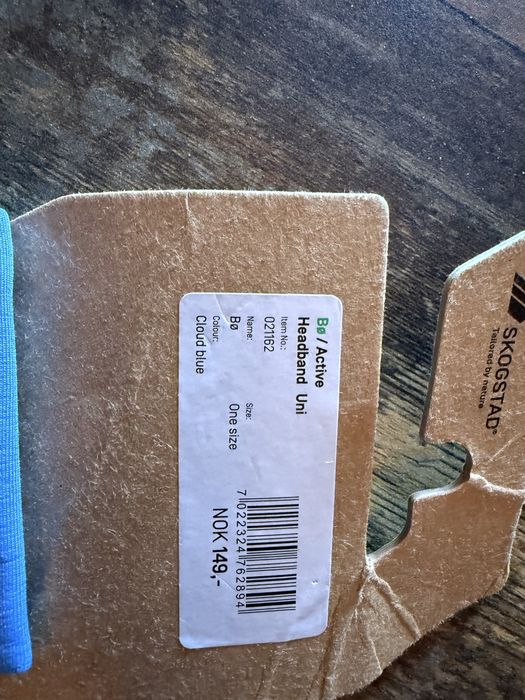 SKOGSTAD®
Tailored by nature
Bø / Active
Headband Uni
Item No.:
021162
Name: Size:
Bø One size
Colour:
Cloud blue
7 022324 762894
NOK 149,-